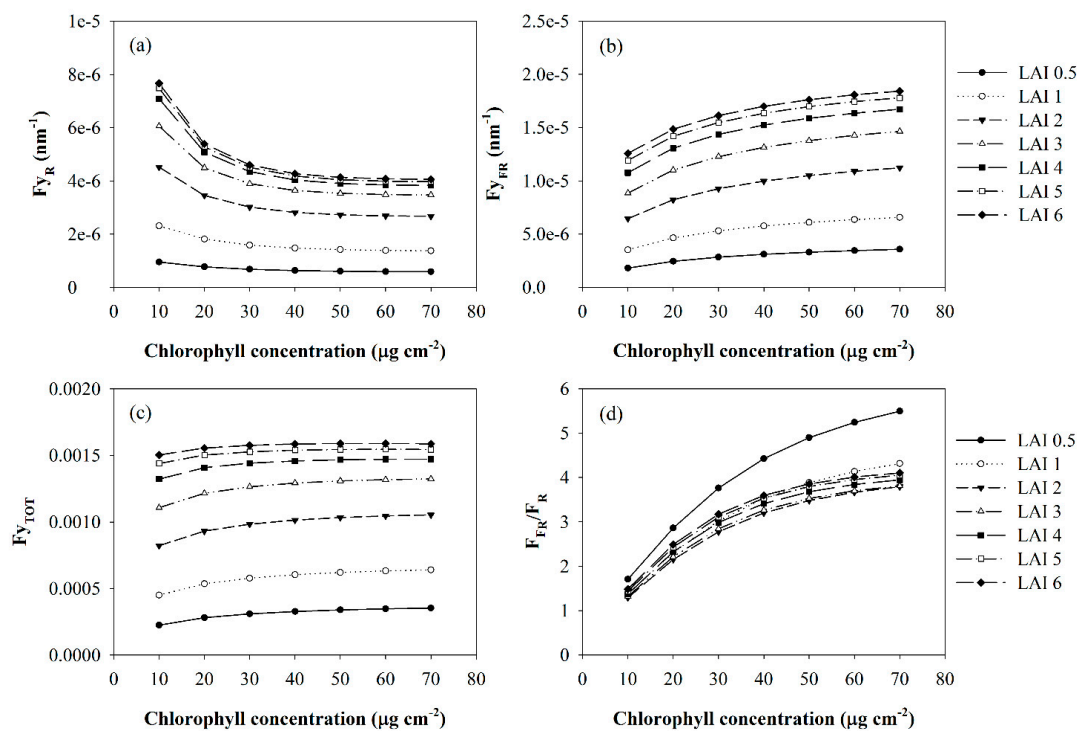 (a)
Fy_R (nm⁻¹)
1e-5
8e-6
6e-6
4e-6
2e-6
0
0 10 20 30 40 50 60 70 80
Chlorophyll concentration (μg cm⁻²)
(b)
Fy_FR (nm⁻¹)
2.5e-5
2.0e-5
1.5e-5
1.0e-5
5.0e-6
0.0
0 10 20 30 40 50 60 70 80
Chlorophyll concentration (μg cm⁻²)
LAI 0.5
LAI 1
LAI 2
LAI 3
LAI 4
LAI 5
LAI 6
(c)
Fy_TOT
0.0020
0.0015
0.0010
0.0005
0.0000
0 10 20 30 40 50 60 70 80
Chlorophyll concentration (μg cm⁻²)
(d)
F_FR/F_R
6
5
4
3
2
1
0
0 10 20 30 40 50 60 70 80
Chlorophyll concentration (μg cm⁻²)
LAI 0.5
LAI 1
LAI 2
LAI 3
LAI 4
LAI 5
LAI 6